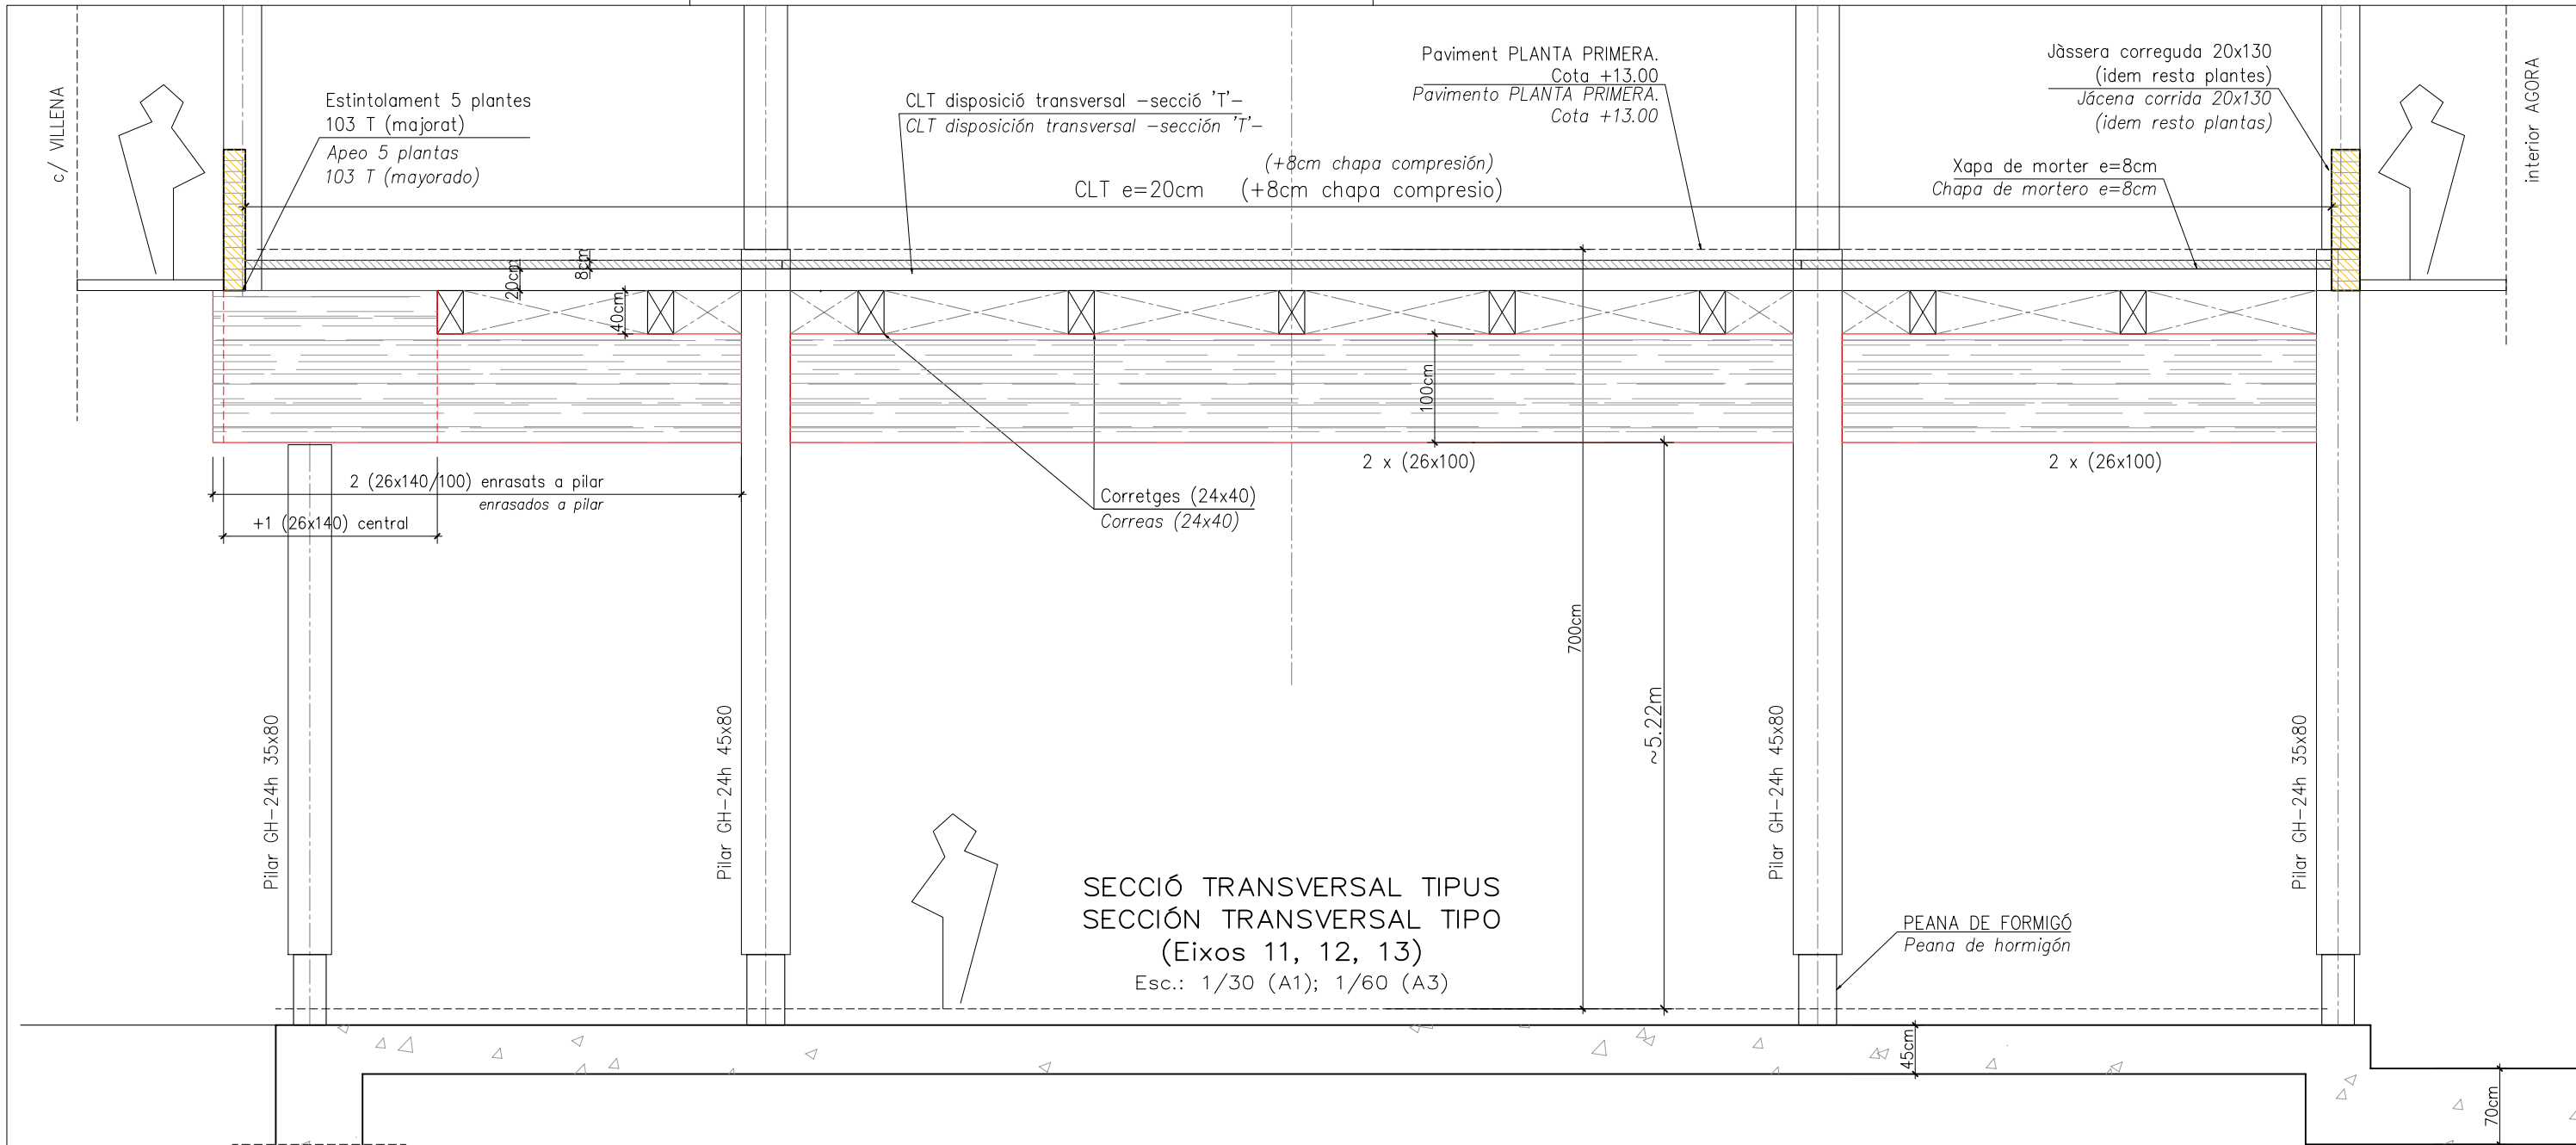 c/ VILLENA
Estintolament 5 plantes
103 T (majorat)
Apeo 5 plantas
103 T (mayorado)
CLT disposició transversal -secció 'T'-
CLT disposición transversal -sección 'T'-
(+8cm chapa compresión)
CLT e=20cm (+8cm chapa compresio)
Paviment PLANTA PRIMERA.
Cota +13.00
Pavimento PLANTA PRIMERA.
Cota +13.00
Jàssera correguda 20x130
(idem resta plantes)
Jácena corrida 20x130
(idem resto plantas)
Xapa de morter e=8cm
Chapa de mortero e=8cm
interior AGORA
20cm
8cm
40cm
100cm
2 (26x140/100) enrasats a pilar
enrasados a pilar
+1 (26x140) central
Corretges (24x40)
Correas (24x40)
2 x (26x100)
2 x (26x100)
700cm
~5.22m
Pilar GH-24h 35x80
Pilar GH-24h 45x80
Pilar GH-24h 45x80
Pilar GH-24h 35x80
SECCIÓ TRANSVERSAL TIPUS
SECCIÓN TRANSVERSAL TIPO
(Eixos 11, 12, 13)
Esc.: 1/30 (A1); 1/60 (A3)
PEANA DE FORMIGÓ
Peana de hormigón
45cm
70cm